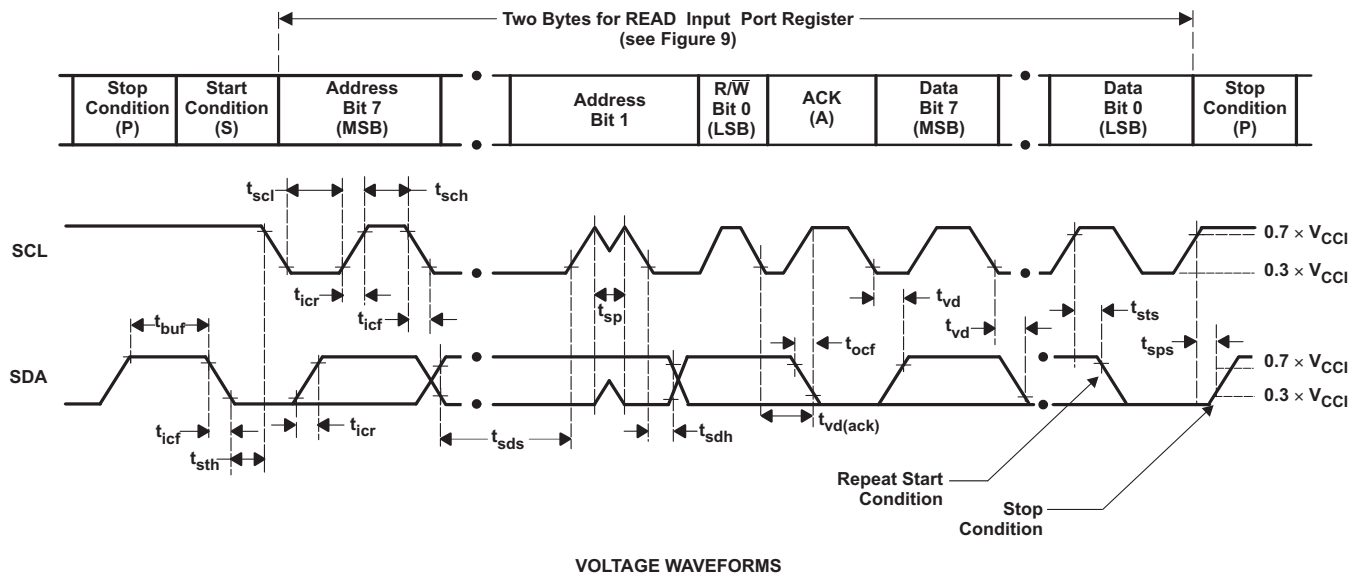 Two Bytes for READ Input Port Register
(see Figure 9)
Stop
Condition
(P)
Start
Condition
(S)
Address
Bit 7
(MSB)
Address
Bit 1
R/W̅
Bit 0
(LSB)
ACK
(A)
Data
Bit 7
(MSB)
Data
Bit 0
(LSB)
Stop
Condition
(P)
tscl
tsch
SCL
0.7 × VCCI
0.3 × VCCI
ticr
ticf
tsp
tvd
tvd
tsts
tbuf
tocf
tsps
SDA
0.7 × VCCI
0.3 × VCCI
ticf
ticr
tsth
tsds
tsdh
tvd(ack)
Repeat Start
Condition
Stop
Condition
VOLTAGE WAVEFORMS